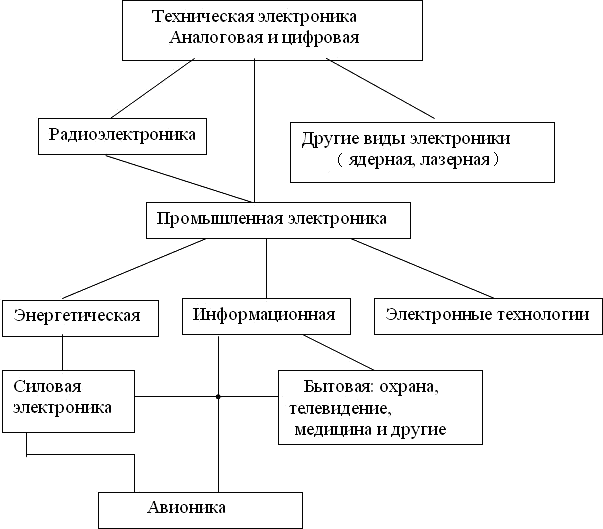 Техническая электроника
Аналоговая и цифровая
Радиоэлектроника
Другие виды электроники
( ядерная, лазерная )
Промышленная электроника
Энергетическая
Информационная
Электронные технологии
Силовая
электроника
Бытовая: охрана,
телевидение,
медицина и другие
Авионика